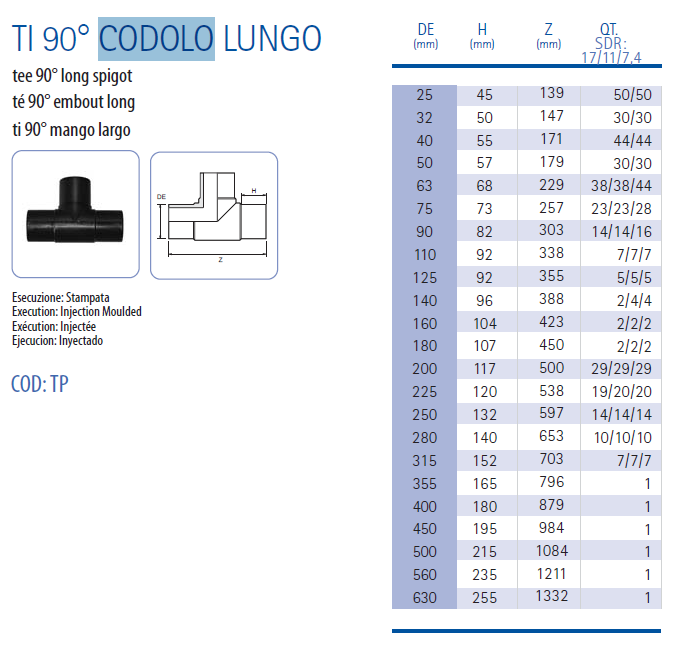 TI 90° CODOLO LUNGO
tee 90° long spigot
té 90° embout long
ti 90° mango largo
DE
H
Z
Esecuzione: Stampata
Execution: Injection Moulded
Exécution: Injectée
Ejecucion: Inyectado
COD: TP
DE H Z QT.
(mm) (mm) (mm) SDR:
17/11/7,4
25 45 139 50/50
32 50 147 30/30
40 55 171 44/44
50 57 179 30/30
63 68 229 38/38/44
75 73 257 23/23/28
90 82 303 14/14/16
110 92 338 7/7/7
125 92 355 5/5/5
140 96 388 2/4/4
160 104 423 2/2/2
180 107 450 2/2/2
200 117 500 29/29/29
225 120 538 19/20/20
250 132 597 14/14/14
280 140 653 10/10/10
315 152 703 7/7/7
355 165 796 1
400 180 879 1
450 195 984 1
500 215 1084 1
560 235 1211 1
630 255 1332 1